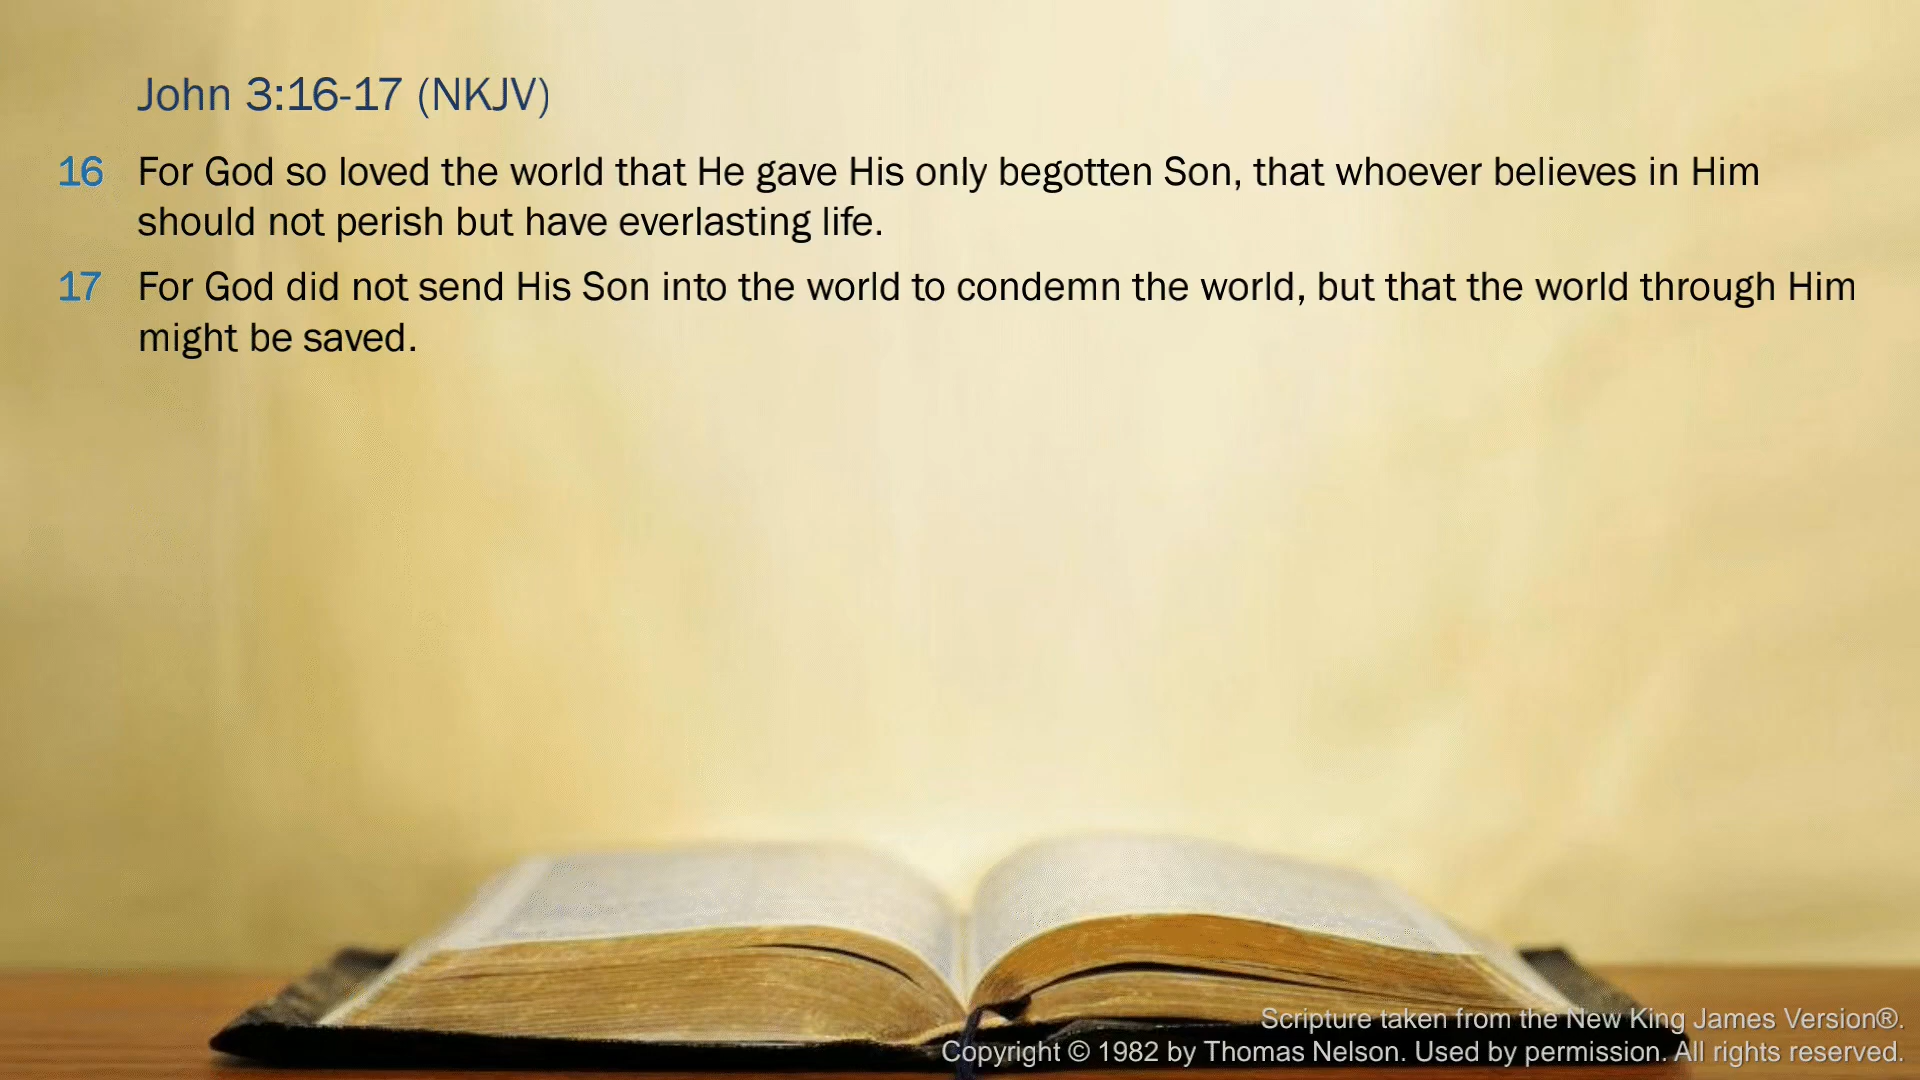 John 3:16-17 (NKJV)
16 For God so loved the world that He gave His only begotten Son, that whoever believes in Him
should not perish but have everlasting life.
17 For God did not send His Son into the world to condemn the world, but that the world through Him
might be saved.
Scripture taken from the New King James Version®.
Copyright © 1982 by Thomas Nelson. Used by permission. All rights reserved.